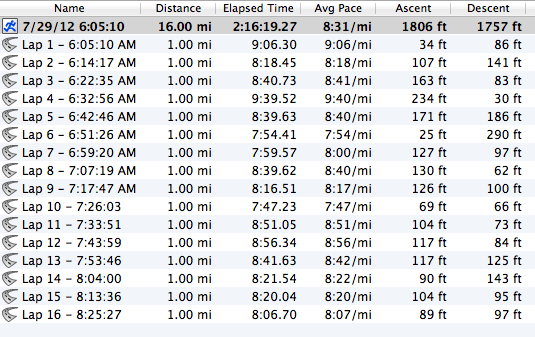 Name Distance Elapsed Time Avg Pace Ascent Descent
7/29/12 6:05:10 16.00 mi 2:16:19.27 8:31/mi 1806 ft 1757 ft
Lap 1 – 6:05:10 AM 1.00 mi 9:06.30 9:06/mi 34 ft 86 ft
Lap 2 – 6:14:17 AM 1.00 mi 8:18.45 8:18/mi 107 ft 141 ft
Lap 3 – 6:22:35 AM 1.00 mi 8:40.73 8:41/mi 163 ft 83 ft
Lap 4 – 6:32:56 AM 1.00 mi 9:39.52 9:40/mi 234 ft 30 ft
Lap 5 – 6:42:46 AM 1.00 mi 8:39.63 8:40/mi 171 ft 186 ft
Lap 6 – 6:51:26 AM 1.00 mi 7:54.41 7:54/mi 25 ft 290 ft
Lap 7 – 6:59:20 AM 1.00 mi 7:59.57 8:00/mi 127 ft 97 ft
Lap 8 – 7:07:19 AM 1.00 mi 8:39.62 8:40/mi 130 ft 62 ft
Lap 9 – 7:17:47 AM 1.00 mi 8:16.51 8:17/mi 126 ft 100 ft
Lap 10 – 7:26:03 1.00 mi 7:47.23 7:47/mi 69 ft 66 ft
Lap 11 – 7:33:51 1.00 mi 8:51.05 8:51/mi 104 ft 73 ft
Lap 12 – 7:43:59 1.00 mi 8:56.34 8:56/mi 117 ft 84 ft
Lap 13 – 7:53:46 1.00 mi 8:41.63 8:42/mi 117 ft 125 ft
Lap 14 – 8:04:00 1.00 mi 8:21.54 8:22/mi 90 ft 143 ft
Lap 15 – 8:13:36 1.00 mi 8:20.04 8:20/mi 104 ft 95 ft
Lap 16 – 8:25:27 1.00 mi 8:06.70 8:07/mi 89 ft 97 ft